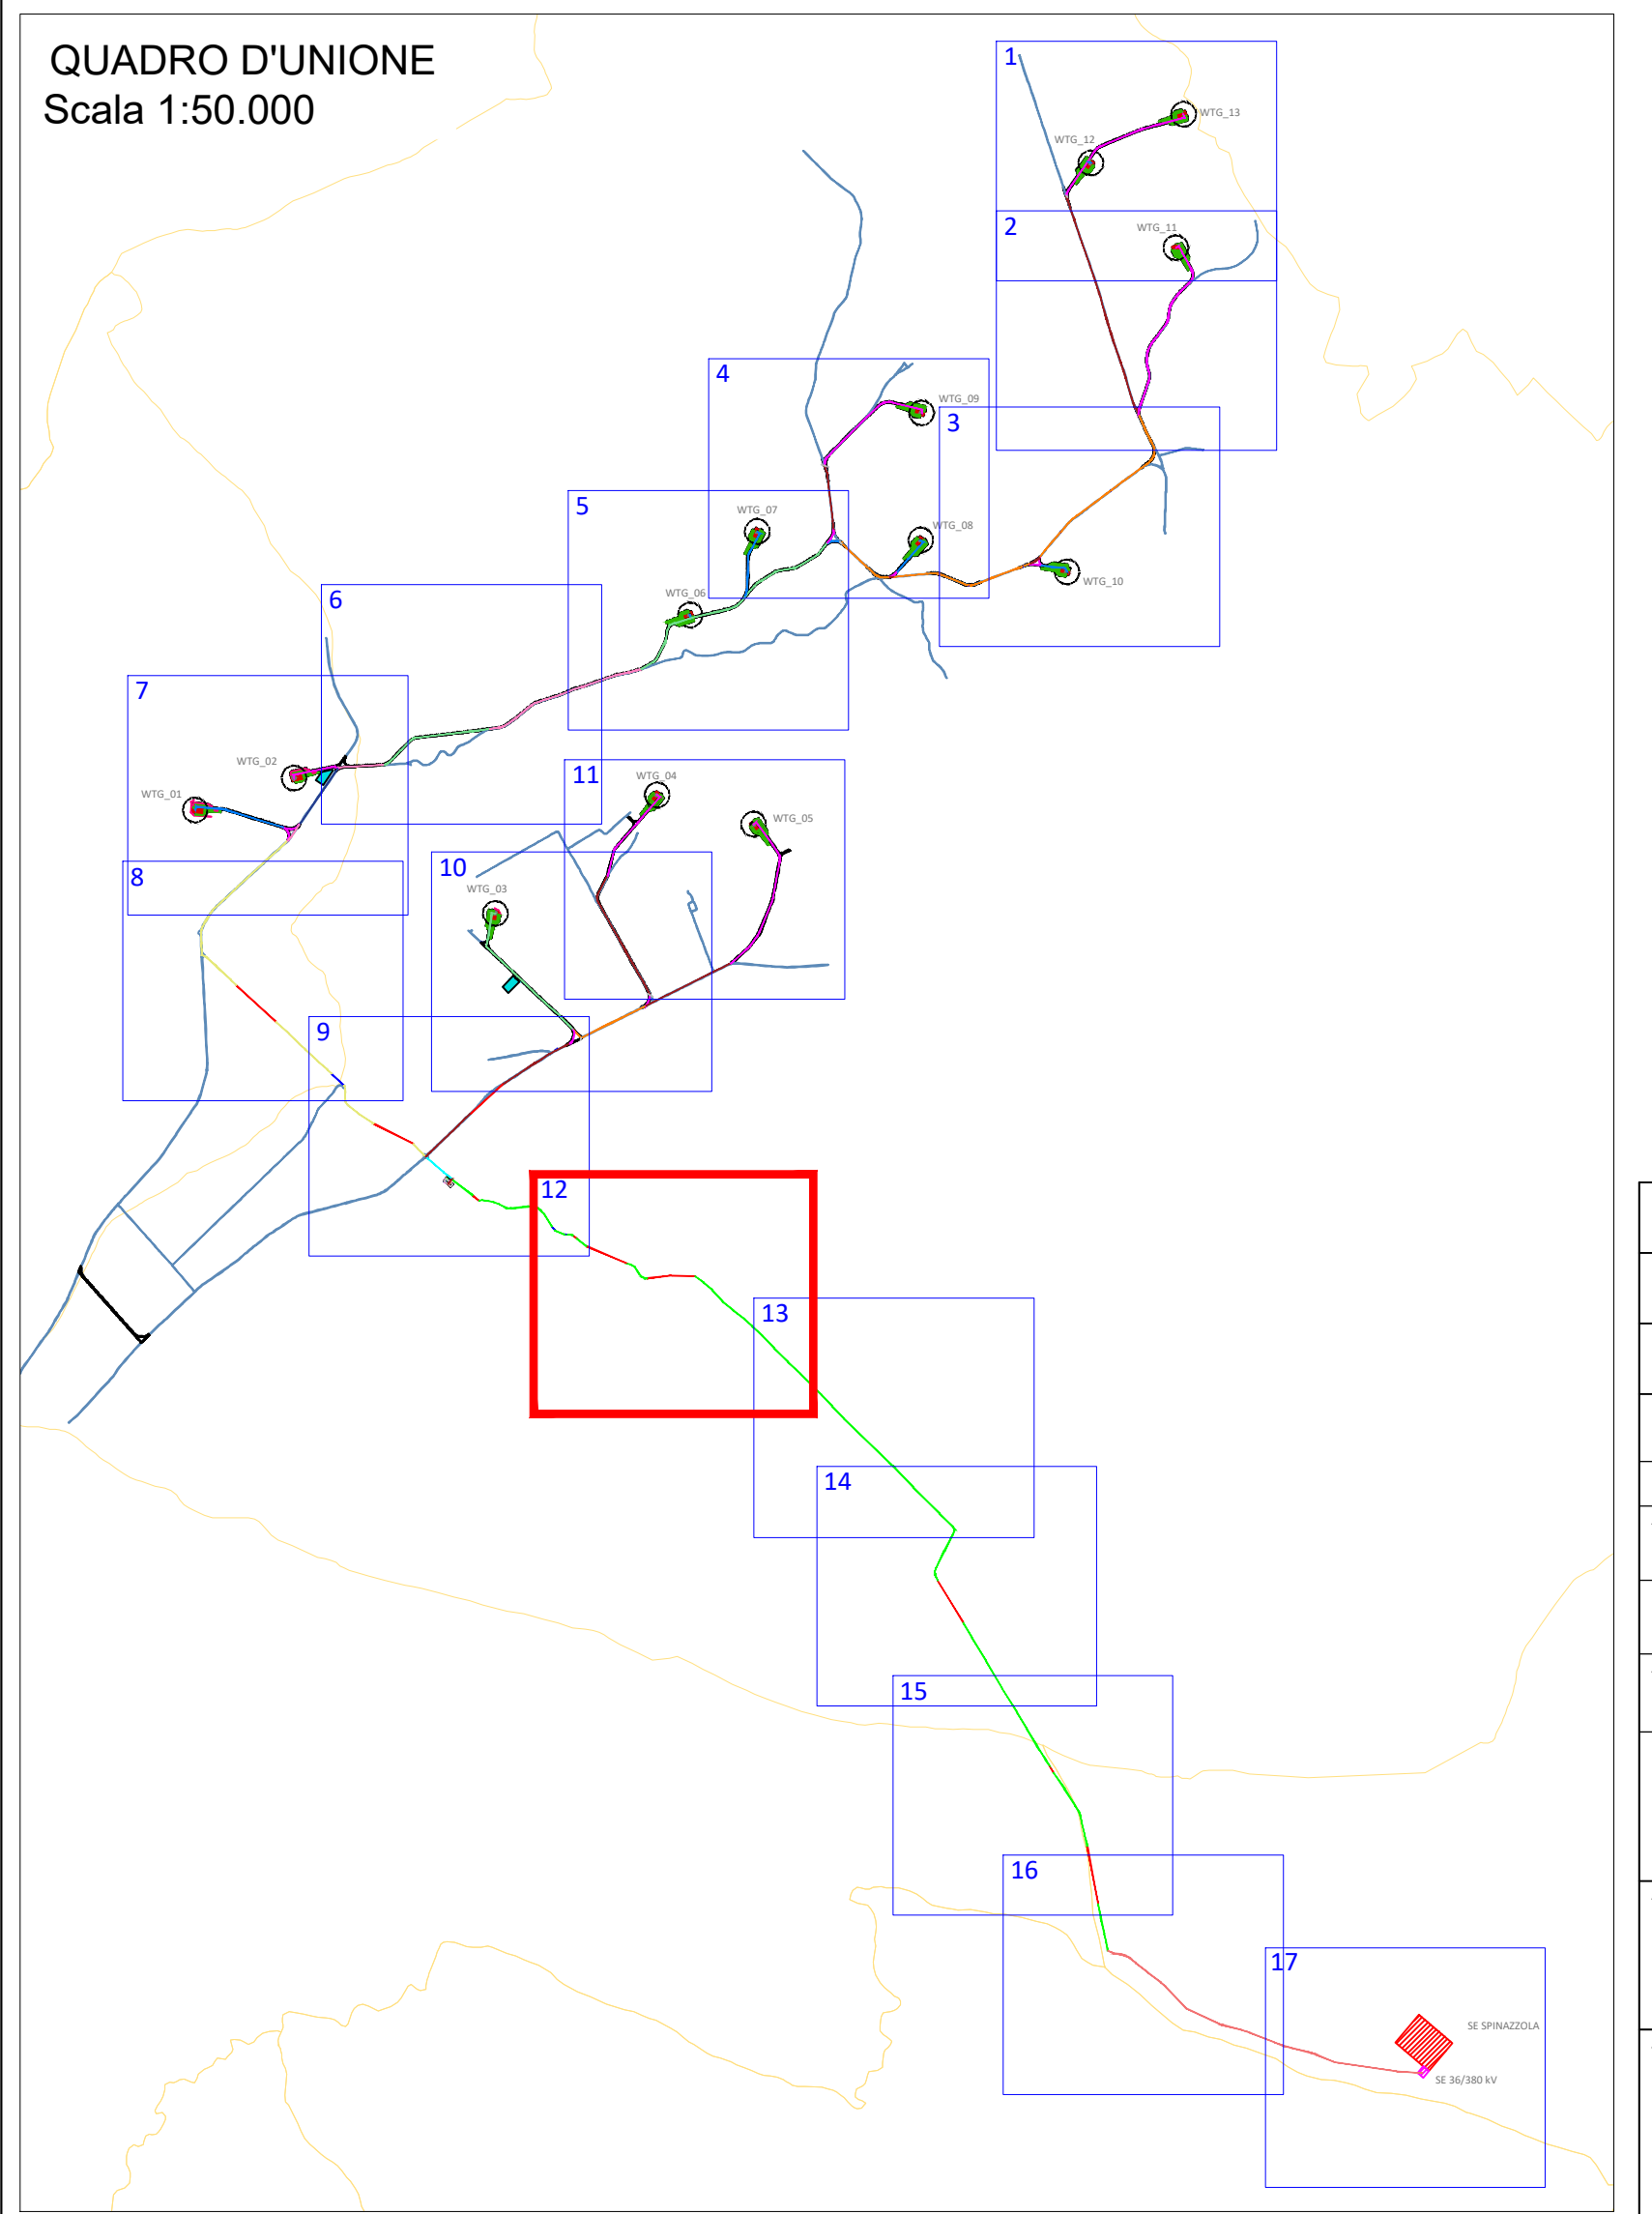 QUADRO D'UNIONE
Scala 1:50.000
1
WTG_13
WTG_12
2
WTG_11
4
WTG_09
3
5
WTG_07
WTG_08
WTG_10
6
WTG_06
7
WTG_02
WTG_01
11
WTG_04
WTG_05
8
10
WTG_03
9
12
13
14
15
16
17
SE SPINAZZOLA
SE 36/380 kV